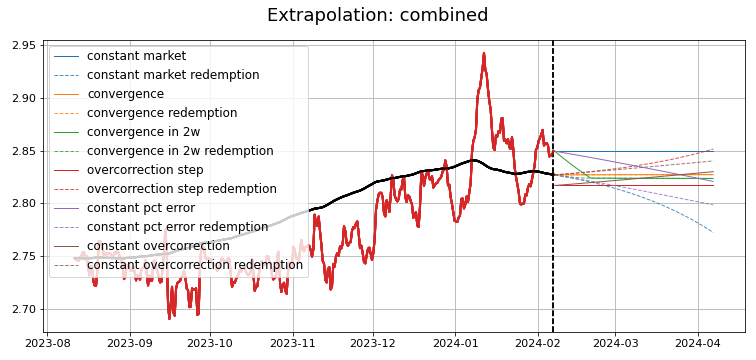 Extrapolation: combined
2.95
2.90
2.85
2.80
2.75
2.70
constant market
constant market redemption
convergence
convergence redemption
convergence in 2w
convergence in 2w redemption
overcorrection step
overcorrection step redemption
constant pct error
constant pct error redemption
constant overcorrection
constant overcorrection redemption
2023-08 2023-09 2023-10 2023-11 2023-12 2024-01 2024-02 2024-03 2024-04